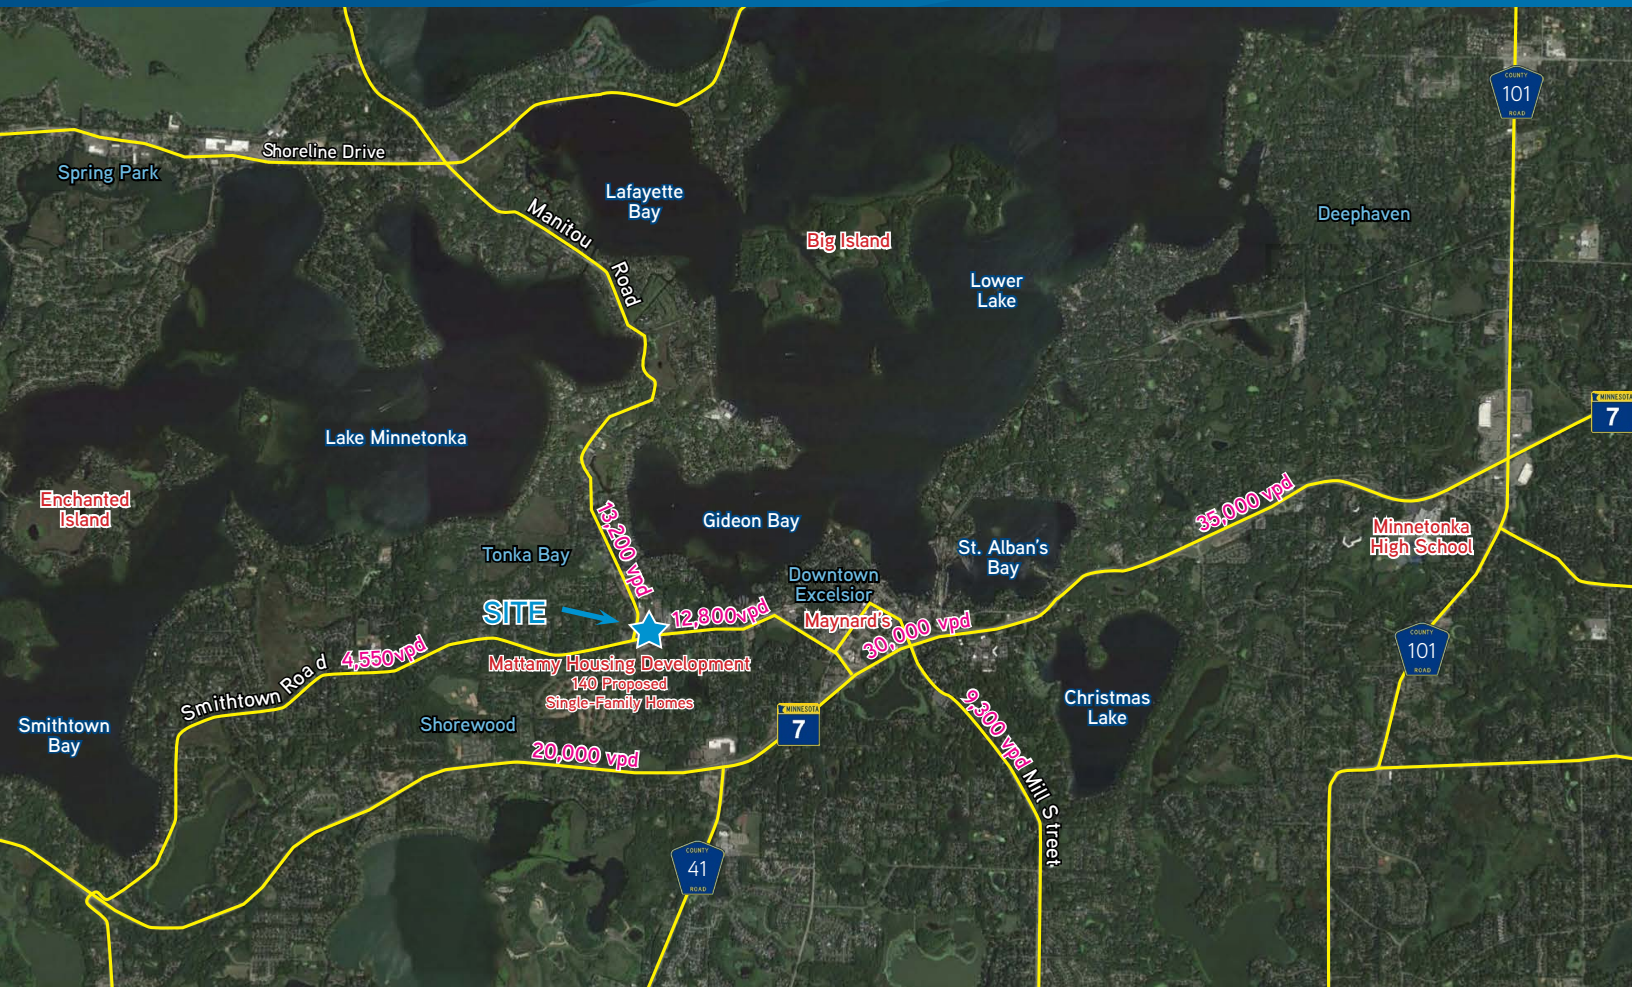 COUNTY
101
ROAD
Shoreline Drive
Spring Park
Lafayette
Bay
Manitou
Road
Big Island
Deephaven
Lower
Lake
MINNESOTA
7
Lake Minnetonka
Enchanted
Island
35,000 vpd
13,200 vpd
Gideon Bay
Minnetonka
High School
Tonka Bay
St. Alban's
Bay
Downtown
Excelsior
SITE
12,800vpd
Maynard's
30,000 vpd
4,550vpd
Smithtown Road
Mattamy Housing Development
140 Proposed
Single-Family Homes
COUNTY
101
ROAD
Smithtown
Bay
Shorewood
MINNESOTA
7
Christmas
Lake
9,300 vpd
Mill Street
20,000 vpd
COUNTY
41
ROAD